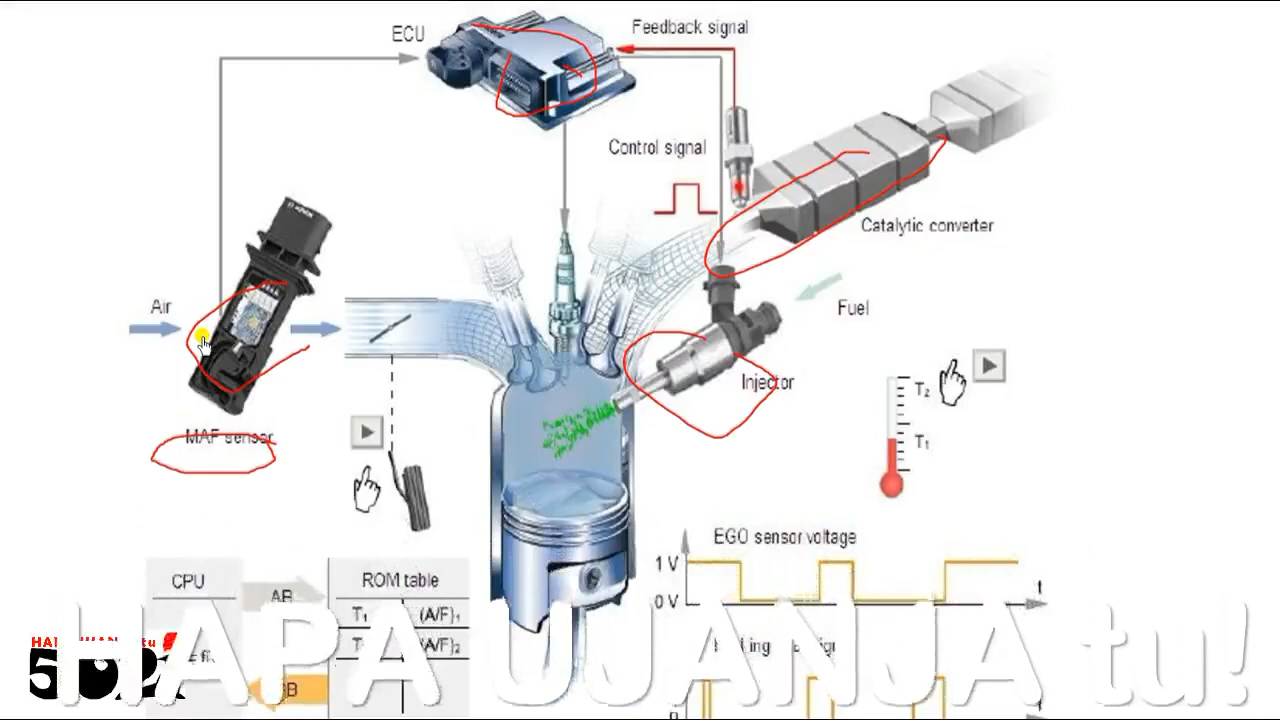 ECU
Feedback signal
Control signal
Catalytic converter
Air
Fuel
Injector
MAF sensor
T₂
T₁
EGO sensor voltage
1 V
0 V
t
CPU
AB
ROM table
T₁ (A/F)₁
(A/F)₂
HAPA UJANJA tu!